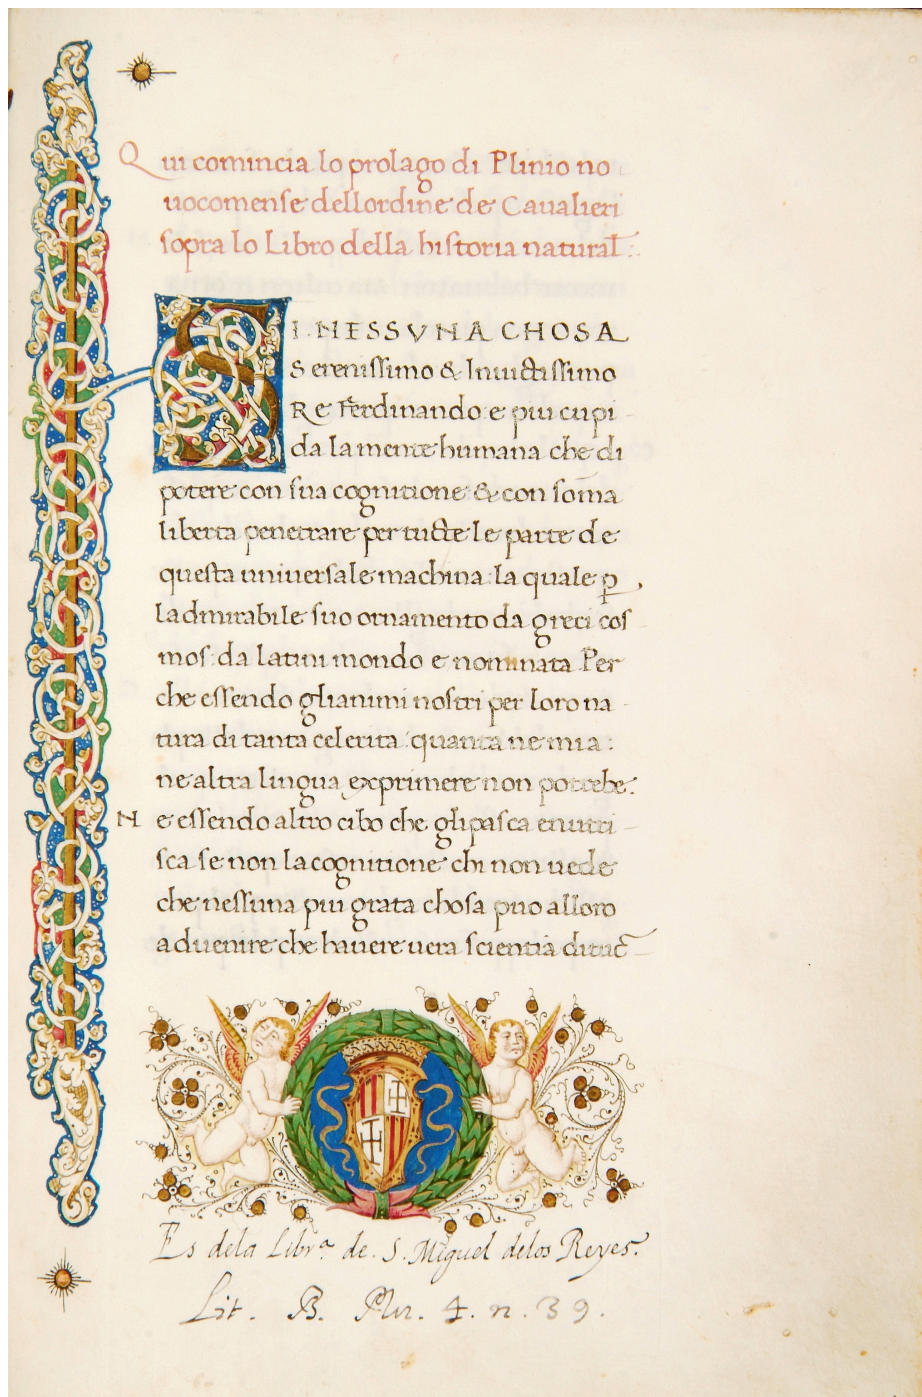 Qui comincia lo prolago di Plinio no
uocomense dellordine de Caualieri
sopra lo Libro della historia natural̅:
SI NESSVNA CHOSA
Serenissimo & Inuictissimo
Re Ferdinando e piu cupi
da la mente humana che di
potere con sua cognitione & con so̅ma
liberta penetrare per tucte le parte de
questa uniuersale machina: la quale ꝑ
ladmirabile suo ornamento da greci cos
mos: da latini mondo e nominata Per
che essendo glianimi nostri per loro na
tura di tanta celerita: quanta ne mia:
ne altra lingua exprimere non potrebe:
Ne essendo altro cibo che gli pasca enutri
sca se non la cognitione chi non uede
che nessuna piu grata chosa puo alloro
aduenire che hauere uera scientia di tuct̅
Es dela Libr.ᵃ de. S. Miguel delos Reyes.
Lit. B. Plu. 4. n. 39.